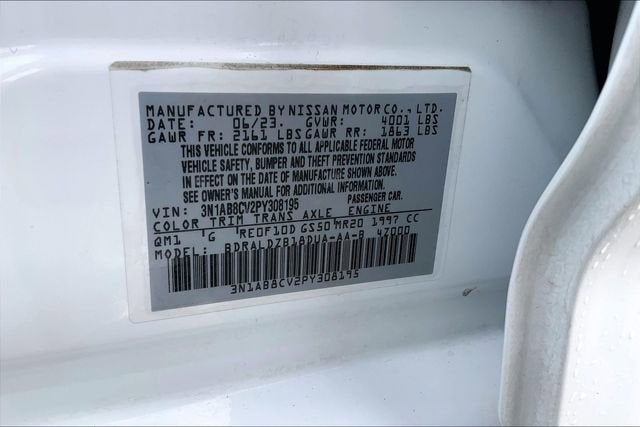 MANUFACTURED BY NISSAN MOTOR CO., LTD.
DATE: 06/23. GVWR: 4001 LBS
GAWR FR: 2161 LBS GAWR RR: 1863 LBS
THIS VEHICLE CONFORMS TO ALL APPLICABLE FEDERAL MOTOR
VEHICLE SAFETY, BUMPER AND THEFT PREVENTION STANDARDS
IN EFFECT ON THE DATE OF MANUFACTURE SHOWN ABOVE.
SEE OWNER'S MANUAL FOR ADDITIONAL INFORMATION.
VIN: 3N1AB8CV2PY308195 PASSENGER CAR.
COLOR TRIM TRANS AXLE ENGINE
QM1 G RE0F10D GS50 MR20 1997 CC
MODEL: BDRALDZB18DUA-AA-B 47000
3N1AB8CV2PY308195